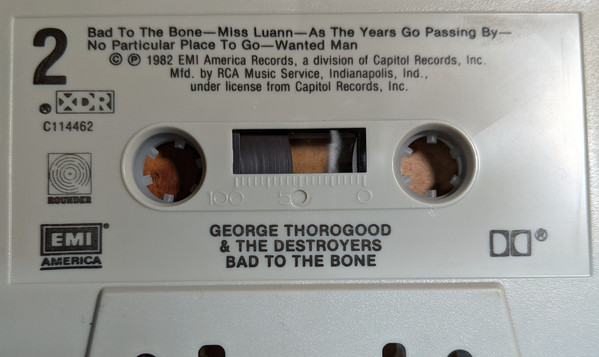 2
Bad To The Bone—Miss Luann—As The Years Go Passing By—
No Particular Place To Go—Wanted Man
© ℗ 1982 EMI America Records, a division of Capitol Records, Inc.
Mfd. by RCA Music Service, Indianapolis, Ind.,
under license from Capitol Records, Inc.
® XDR
C114462
100 50 0
ROUNDER
EMI
AMERICA
GEORGE THOROGOOD
& THE DESTROYERS
BAD TO THE BONE
®